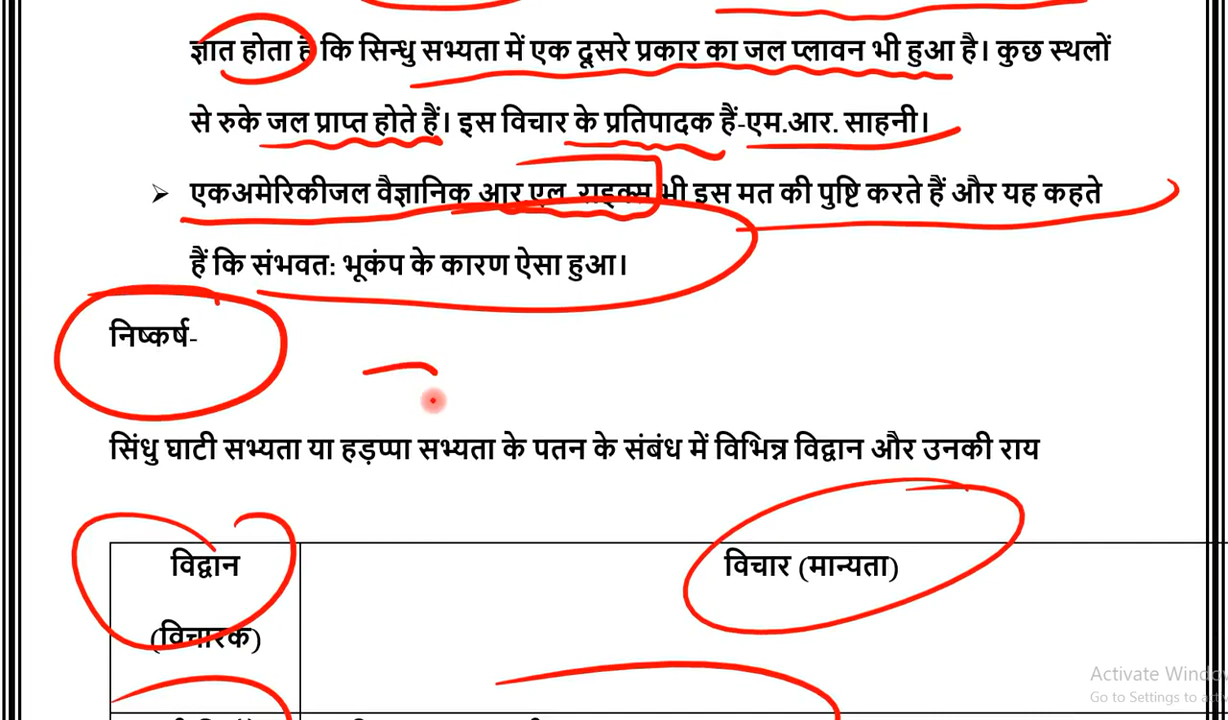 ज्ञात होता है कि सिन्धु सभ्यता में एक दूसरे प्रकार का जल प्लावन भी हुआ है। कुछ स्थलों
से रुके जल प्राप्त होते हैं। इस विचार के प्रतिपादक हैं-एम.आर. साहनी।
➢ एकअमेरिकीजल वैज्ञानिक आर.एल. राइक्स भी इस मत की पुष्टि करते हैं और यह कहते
हैं कि संभवत: भूकंप के कारण ऐसा हुआ।
निष्कर्ष-
सिंधु घाटी सभ्यता या हड़प्पा सभ्यता के पतन के संबंध में विभिन्न विद्वान और उनकी राय
विद्वान
(विचारक)
विचार (मान्यता)
Activate Windo
Go to Settings to